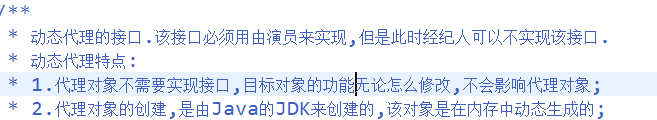 /**
* 动态代理的接口.该接口必须用由演员来实现,但是此时经纪人可以不实现该接口.
* 动态代理特点:
* 1.代理对象不需要实现接口,目标对象的功能无论怎么修改,不会影响代理对象;
* 2.代理对象的创建,是由Java的JDK来创建的,该对象是在内存中动态生成的;